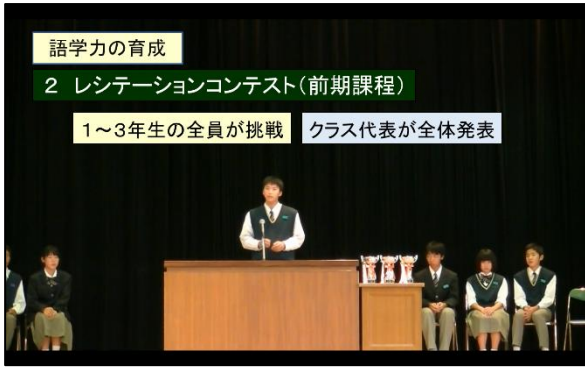 語学力の育成
2 レシテーションコンテスト(前期課程)
1~3年生の全員が挑戦
クラス代表が全体発表